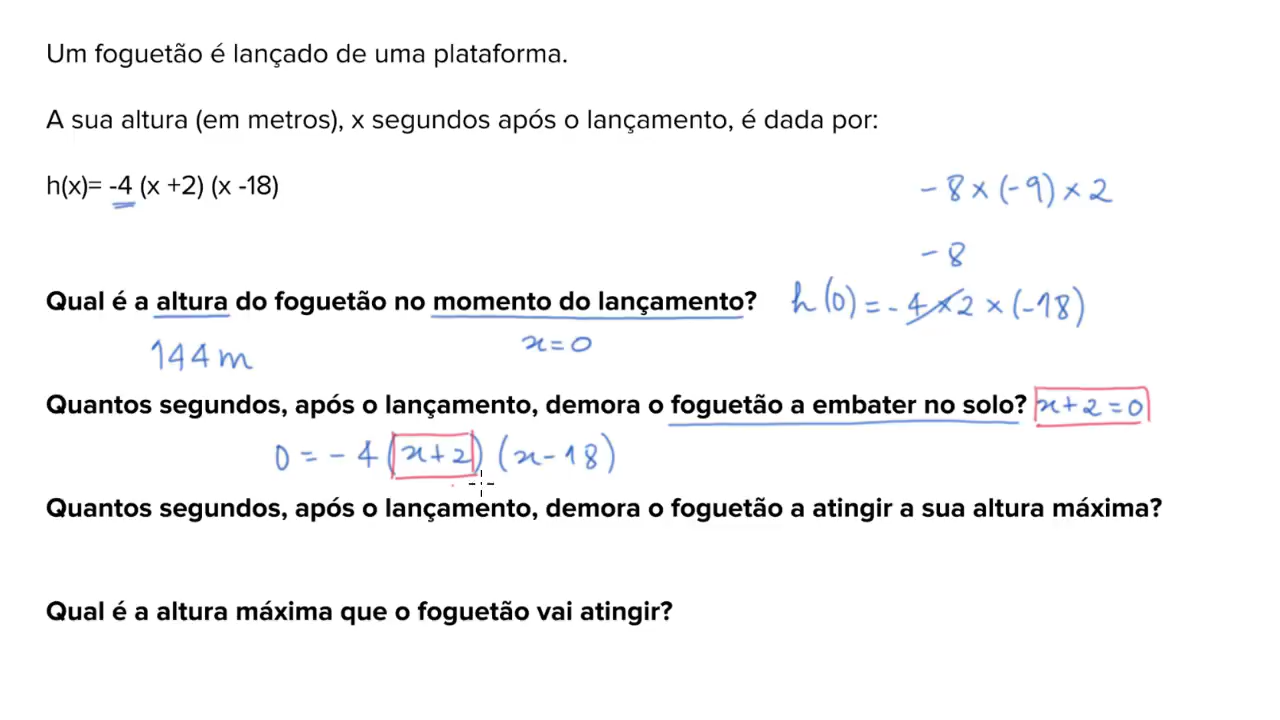 Um foguetão é lançado de uma plataforma.
A sua altura (em metros), x segundos após o lançamento, é dada por:
h(x)= -4 (x +2) (x -18)
-8×(-9)×2
-8
Qual é a altura do foguetão no momento do lançamento? h(0)=-4×2×(-18)
144m x=0
Quantos segundos, após o lançamento, demora o foguetão a embater no solo? x+2=0
0=-4(x+2)(x-18)
Quantos segundos, após o lançamento, demora o foguetão a atingir a sua altura máxima?
Qual é a altura máxima que o foguetão vai atingir?